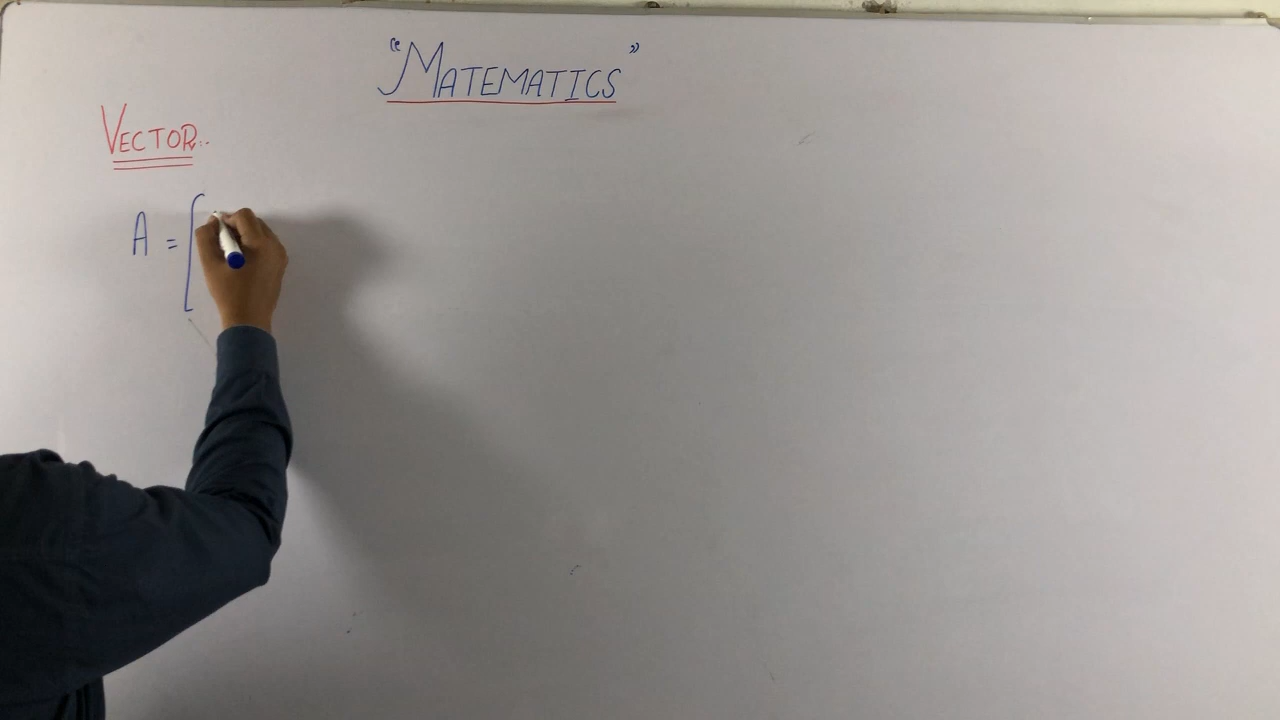 “MATEMATICS”
VECTOR:.
A = [